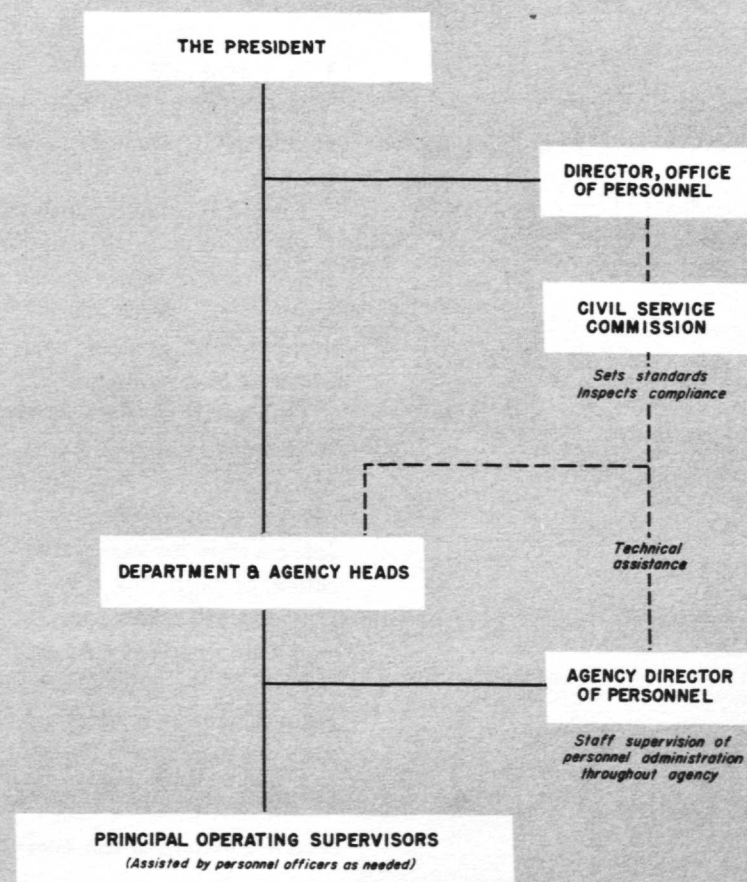 THE PRESIDENT
DIRECTOR, OFFICE
OF PERSONNEL
CIVIL SERVICE
COMMISSION
Sets standards
Inspects compliance
DEPARTMENT & AGENCY HEADS
Technical
assistance
AGENCY DIRECTOR
OF PERSONNEL
Staff supervision of
personnel administration
throughout agency
PRINCIPAL OPERATING SUPERVISORS
(Assisted by personnel officers as needed)